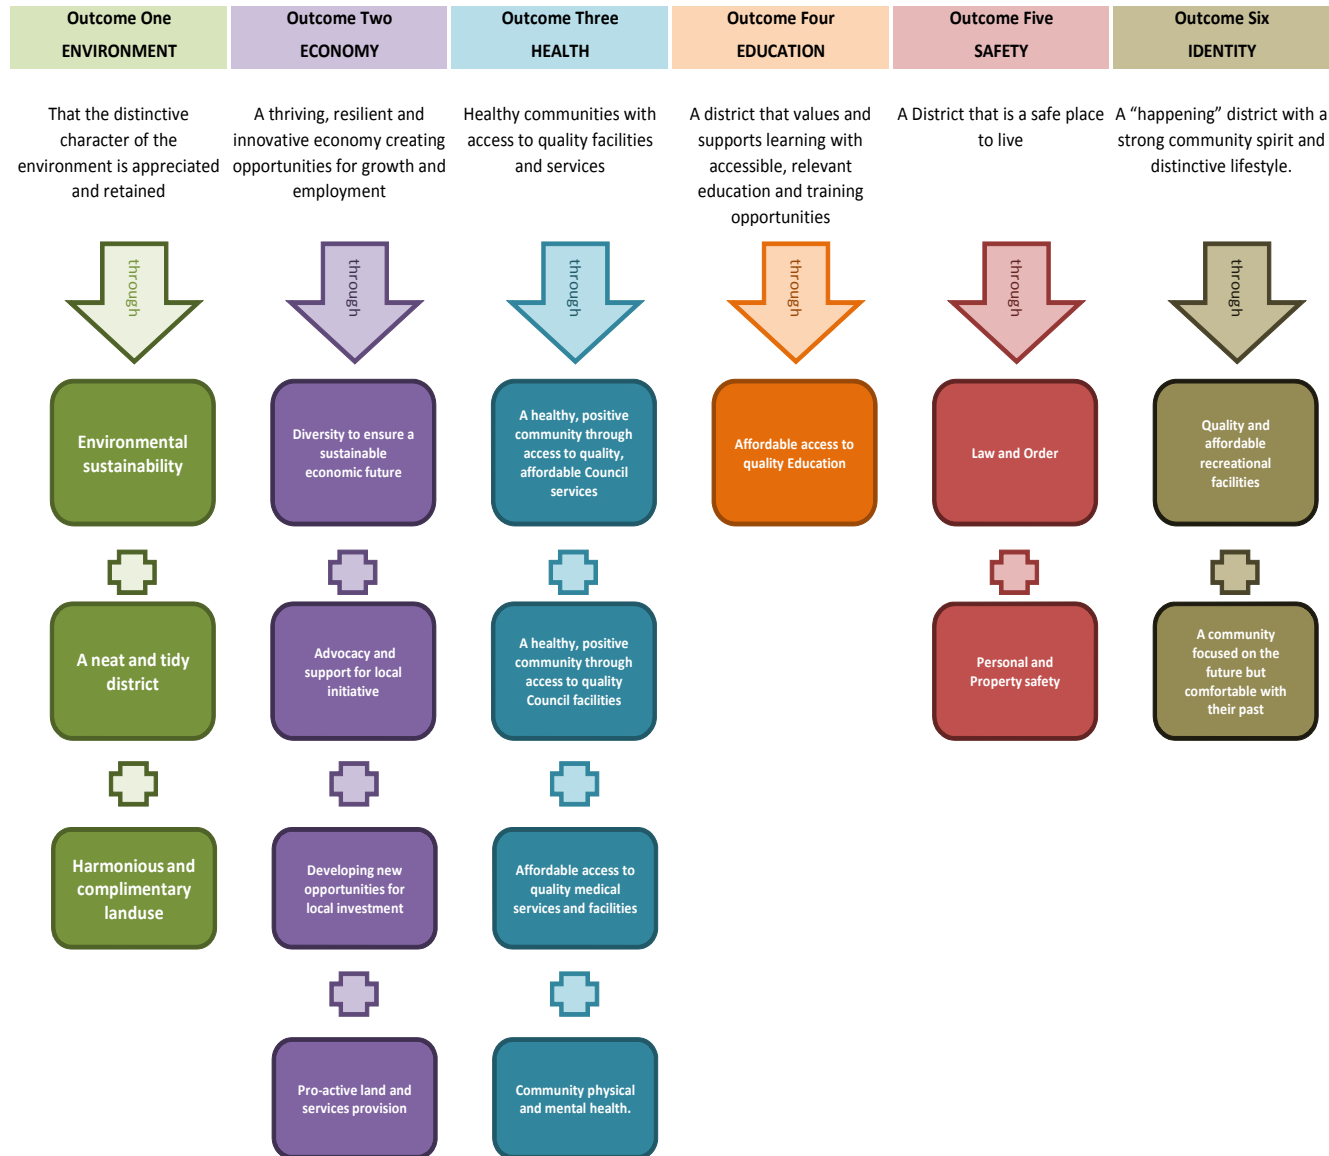 Outcome One
ENVIRONMENT
That the distinctive
character of the
environment is appreciated
and retained
through
Environmental
sustainability
A neat and tidy
district
Harmonious and
complimentary
landuse
Outcome Two
ECONOMY
A thriving, resilient and
innovative economy creating
opportunities for growth and
employment
through
Diversity to ensure a
sustainable
economic future
Advocacy and
support for local
initiative
Developing new
opportunities for
local investment
Pro-active land and
services provision
Outcome Three
HEALTH
Healthy communities with
access to quality facilities
and services
through
A healthy, positive
community through
access to quality,
affordable Council
services
A healthy, positive
community through
access to quality
Council facilities
Affordable access to
quality medical
services and facilities
Community physical
and mental health.
Outcome Four
EDUCATION
A district that values and
supports learning with
accessible, relevant
education and training
opportunities
through
Affordable access to
quality Education
Outcome Five
SAFETY
A District that is a safe place
to live
through
Law and Order
Personal and
Property safety
Outcome Six
IDENTITY
A “happening” district with a
strong community spirit and
distinctive lifestyle.
through
Quality and
affordable
recreational
facilities
A community
focused on the
future but
comfortable with
their past